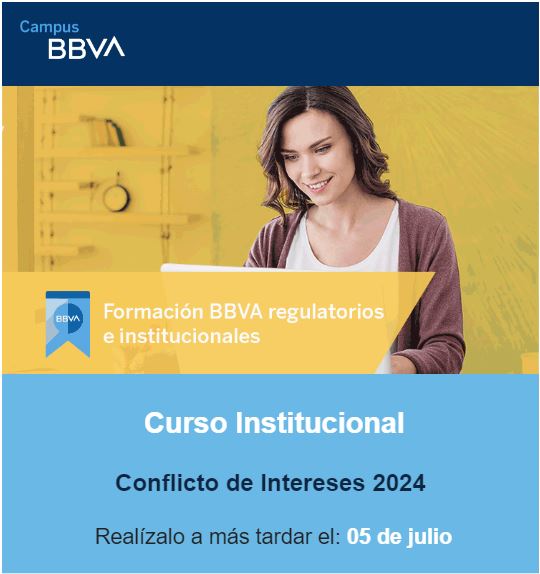 Campus
BBVA
BBVA
Formación BBVA regulatorios
e institucionales
Curso Institucional
Conflicto de Intereses 2024
Realízalo a más tardar el: 05 de julio